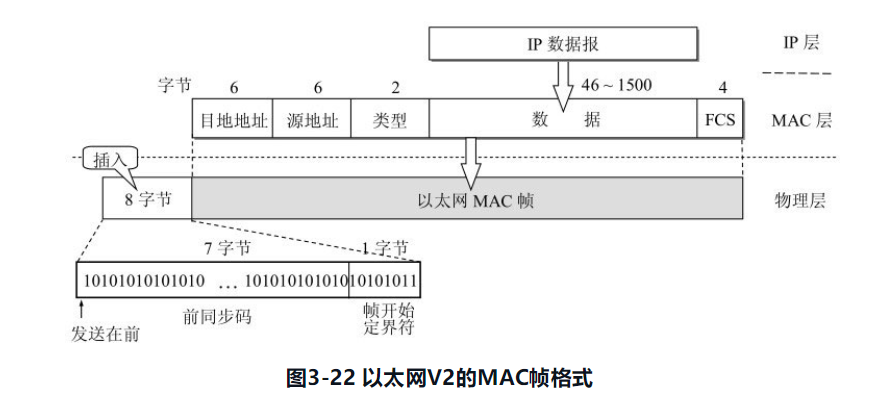 IP 数据报
IP 层
字节
6
6
2
46 ~ 1500
4
目地地址
源地址
类型
数 据
FCS
MAC 层
插入
8 字节
以太网 MAC 帧
物理层
7 字节
1 字节
10101010101010 … 101010101010
10101011
发送在前
前同步码
帧开始
定界符
图3-22 以太网V2的MAC帧格式